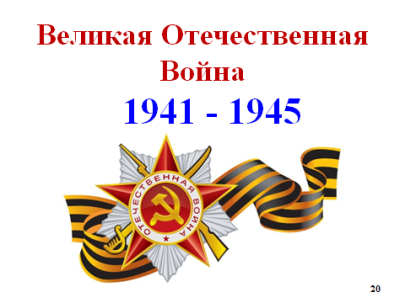 Великая Отечественная
Война
1941 - 1945
ОТЕЧЕСТВЕННАЯ ВОЙНА
20